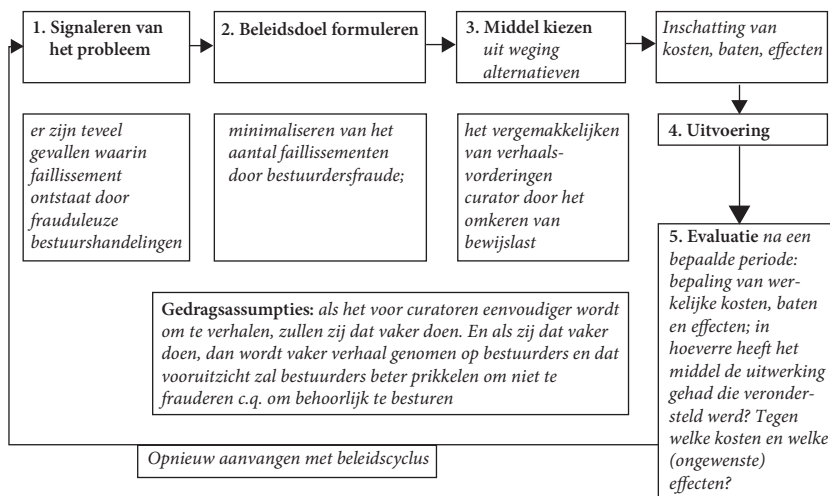 1. Signaleren van
het probleem
2. Beleidsdoel formuleren
3. Middel kiezen
uit weging
alternatieven
Inschatting van
kosten, baten, effecten
er zijn teveel
gevallen waarin
faillissement
ontstaat door
frauduleuze
bestuurshandelingen
minimaliseren van het
aantal faillissementen
door bestuurdersfraude;
het vergemakkelijken
van verhaals-
vorderingen
curator door het
omkeren van
bewijslast
4. Uitvoering
5. Evaluatie na een
bepaalde periode:
bepaling van wer-
kelijke kosten, baten
en effecten; in
hoeverre heeft het
middel de uitwerking
gehad die veronder-
steld werd? Tegen
welke kosten en welke
(ongewenste)
effecten?
Gedragsassumpties: als het voor curatoren eenvoudiger wordt
om te verhalen, zullen zij dat vaker doen. En als zij dat vaker
doen, dan wordt vaker verhaal genomen op bestuurders en dat
vooruitzicht zal bestuurders beter prikkelen om niet te
frauderen c.q. om behoorlijk te besturen
Opnieuw aanvangen met beleidscyclus